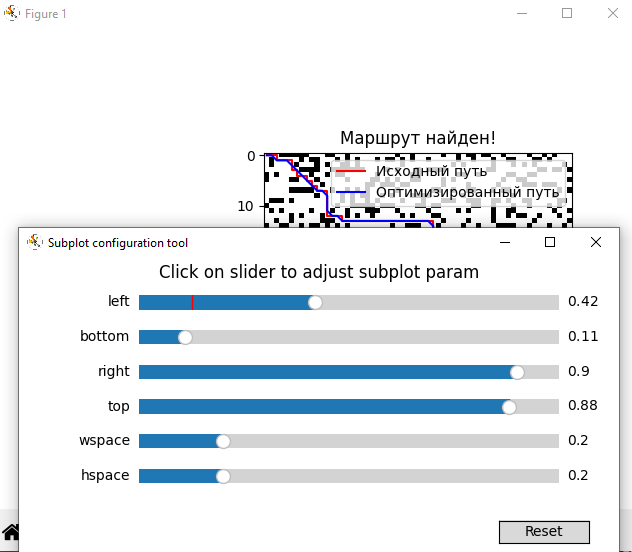 Figure 1
Маршрут найден!
0
Исходный путь
Оптимизированный путь
10
Subplot configuration tool
Click on slider to adjust subplot param
left 0.42
bottom 0.11
right 0.9
top 0.88
wspace 0.2
hspace 0.2
Reset